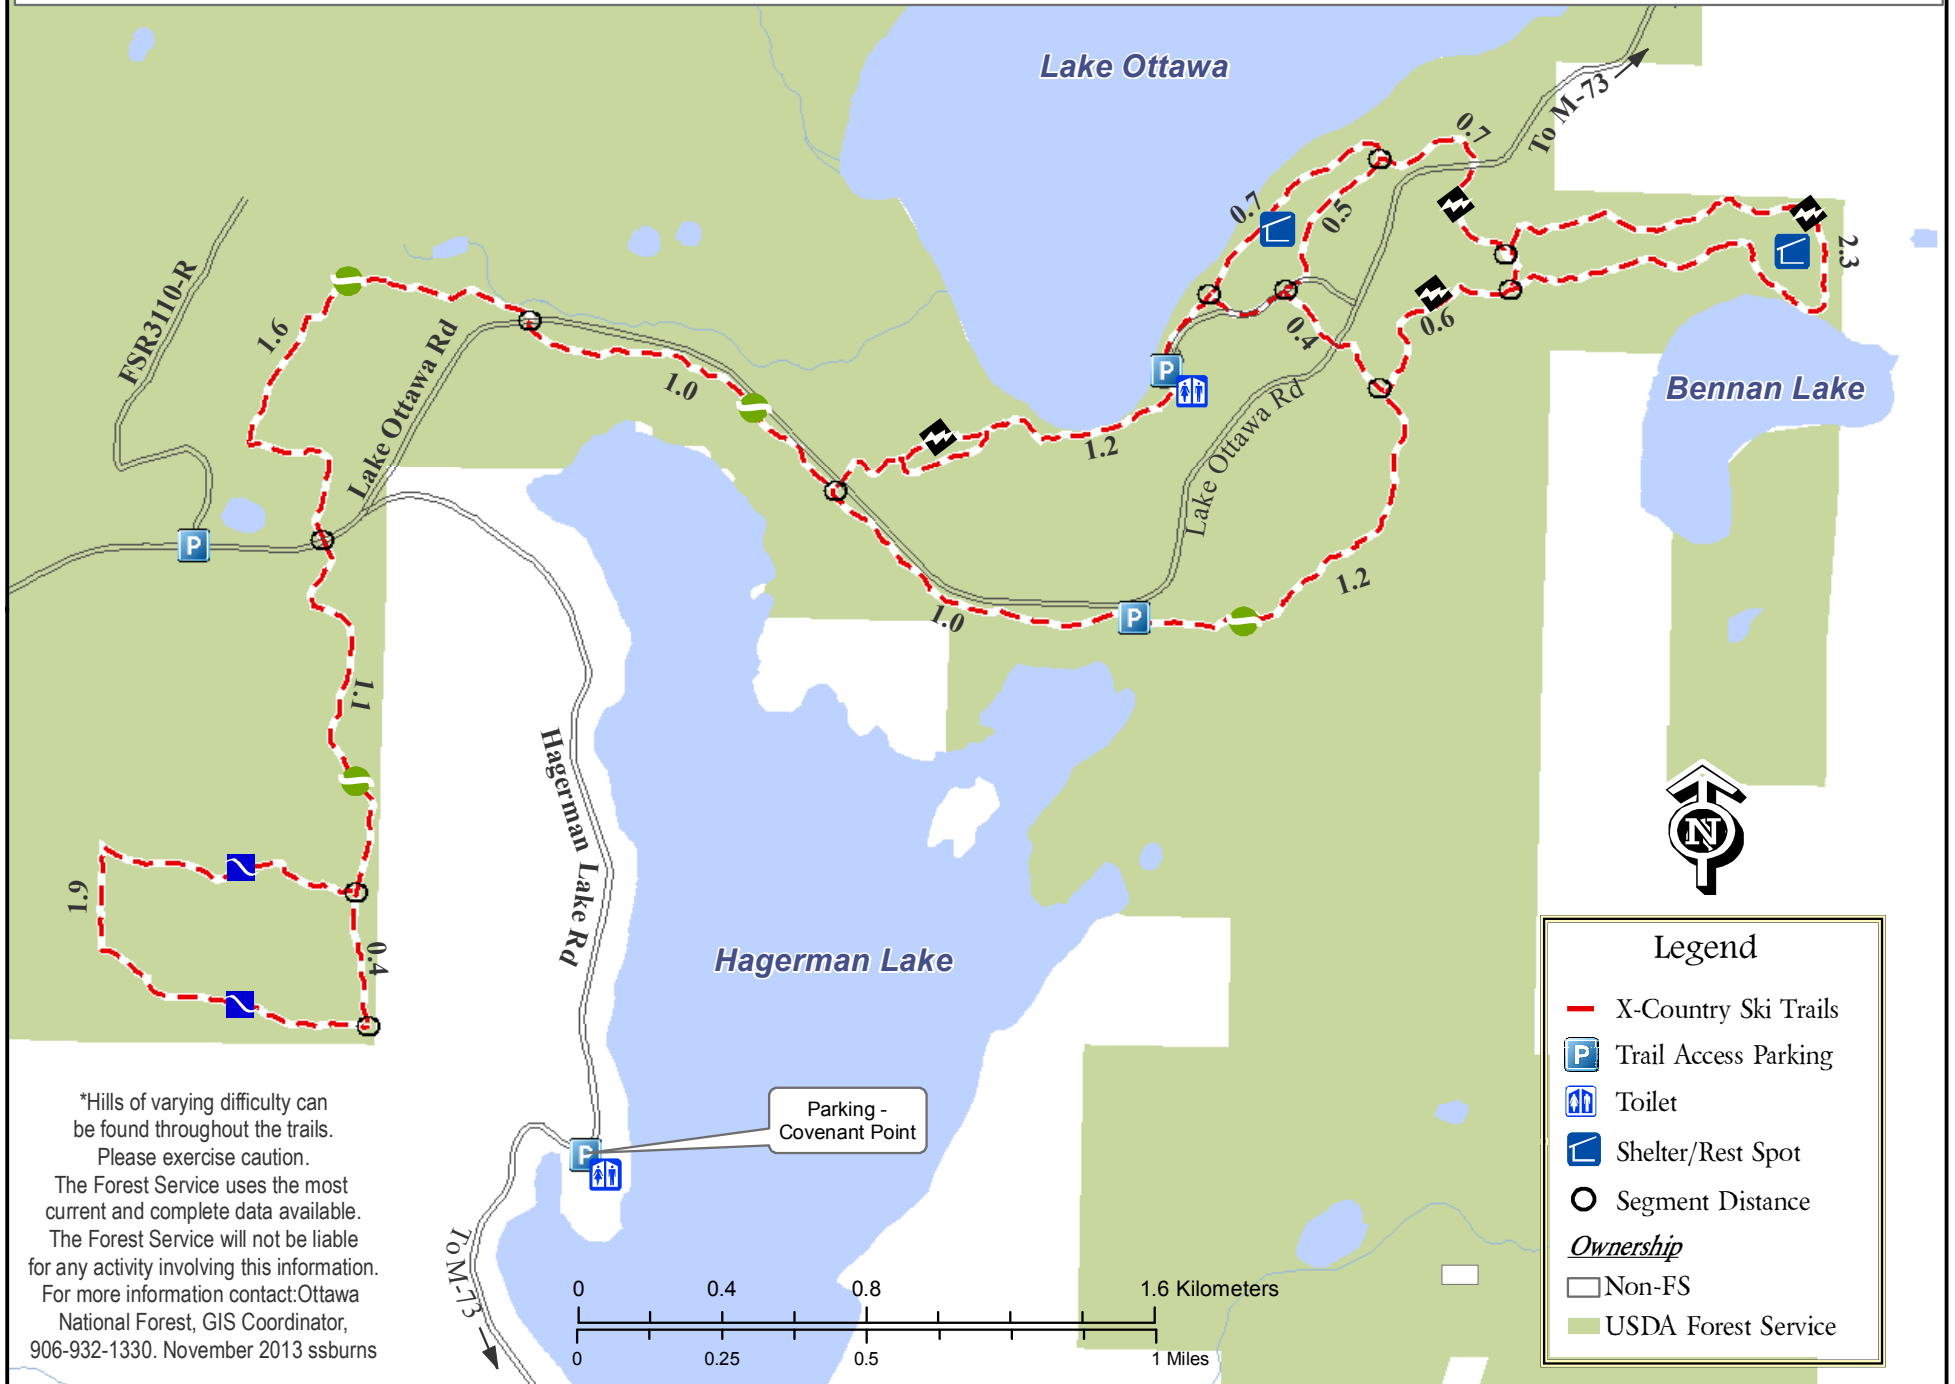 Lake Ottawa
To M-73
0.7
0.7
0.5
2.3
FSR3110-R
1.6
Lake Ottawa Rd
1.0
0.4
0.6
Bennan Lake
1.2
Lake Ottawa Rd
P
P
P
1.0
1.2
1.1
Hagerman Lake Rd
1.9
0.4
Hagerman Lake
N
Parking -
Covenant Point
P
To M-73
*Hills of varying difficulty can
be found throughout the trails.
Please exercise caution.
The Forest Service uses the most
current and complete data available.
The Forest Service will not be liable
for any activity involving this information.
For more information contact:Ottawa
National Forest, GIS Coordinator,
906-932-1330. November 2013 ssburns
0 0.4 0.8 1.6 Kilometers
0 0.25 0.5 1 Miles
Legend
X-Country Ski Trails
P Trail Access Parking
Toilet
Shelter/Rest Spot
Segment Distance
Ownership
Non-FS
USDA Forest Service